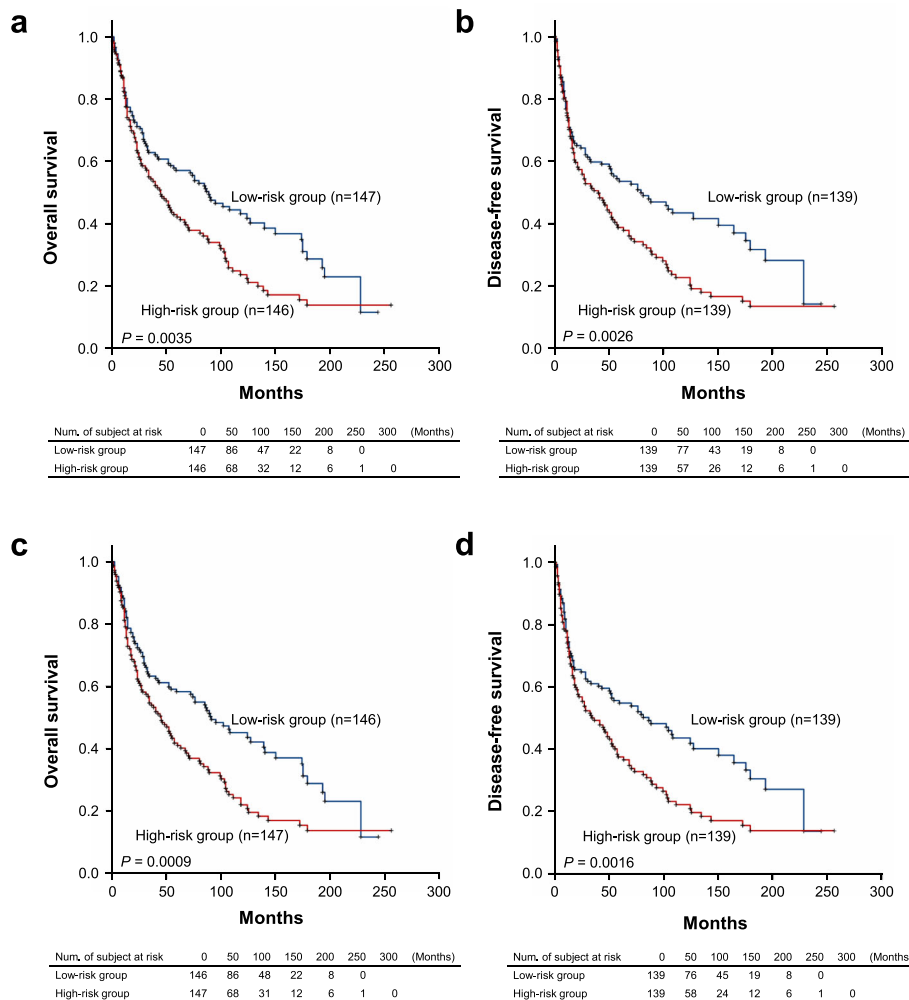 a
1.0
0.8
0.6
0.4
0.2
0.0
Overall survival
Low-risk group (n=147)
High-risk group (n=146)
P = 0.0035
0 50 100 150 200 250 300
Months
Num. of subject at risk 0 50 100 150 200 250 300 (Months)
Low-risk group 147 86 47 22 8 0
High-risk group 146 68 32 12 6 1 0
b
1.0
0.8
0.6
0.4
0.2
0.0
Disease-free survival
Low-risk group (n=139)
High-risk group (n=139)
P = 0.0026
0 50 100 150 200 250 300
Months
Num. of subject at risk 0 50 100 150 200 250 300 (Months)
Low-risk group 139 77 43 19 8 0
High-risk group 139 57 26 12 6 1 0
c
1.0
0.8
0.6
0.4
0.2
0.0
Overall survival
Low-risk group (n=146)
High-risk group (n=147)
P = 0.0009
0 50 100 150 200 250 300
Months
Num. of subject at risk 0 50 100 150 200 250 300 (Months)
Low-risk group 146 86 48 22 8 0
High-risk group 147 68 31 12 6 1 0
d
1.0
0.8
0.6
0.4
0.2
0.0
Disease-free survival
Low-risk group (n=139)
High-risk group (n=139)
P = 0.0016
0 50 100 150 200 250 300
Months
Num. of subject at risk 0 50 100 150 200 250 300 (Months)
Low-risk group 139 76 45 19 8 0
High-risk group 139 58 24 12 6 1 0